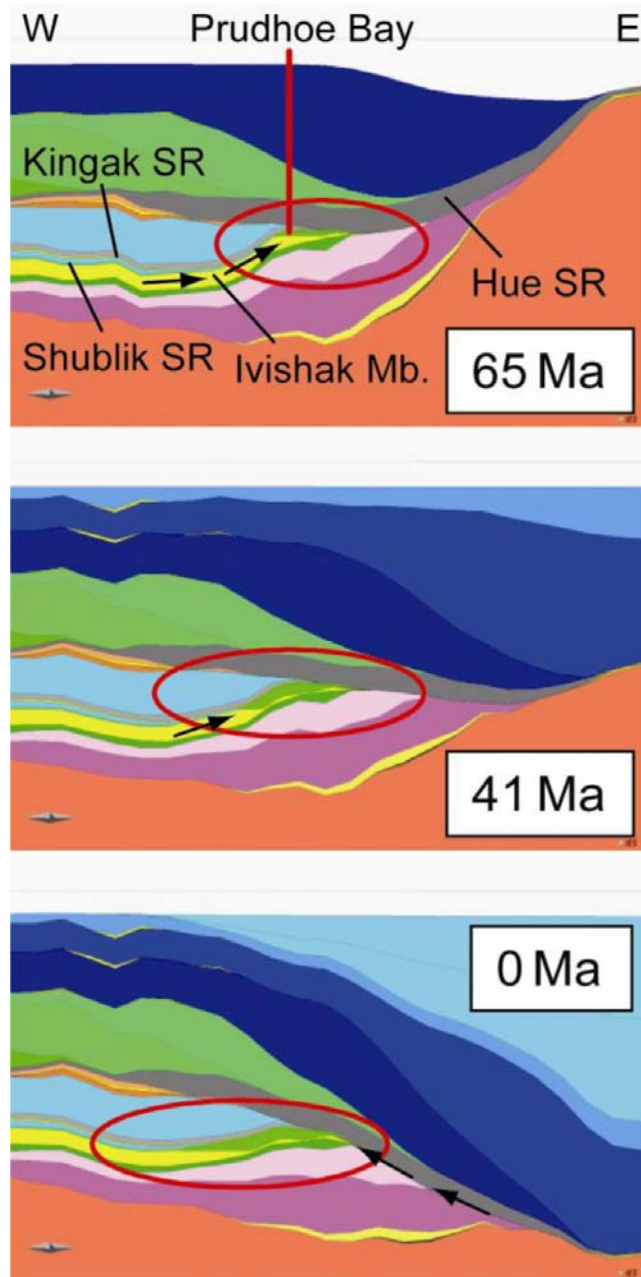 W Prudhoe Bay E
Kingak SR
Hue SR
Shublik SR Ivishak Mb.
65 Ma
41 Ma
0 Ma